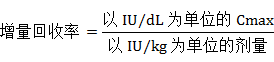 增量回收率 = 以 IU/dL 为单位的 Cmax
以 IU/kg 为单位的剂量